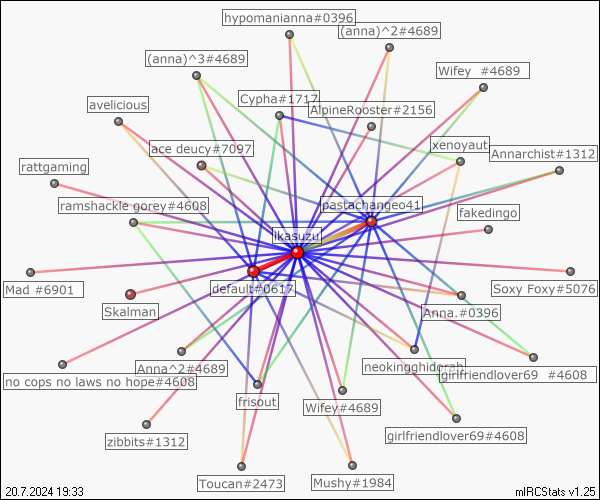 hypomanianna#0396
(anna)^2#4689
(anna)^3#4689
Wifey #4689
Cypha#1717
avelicious
AlpineRooster#2156
ace deucy#7097
xenoyaut
Annarchist#1312
rattgaming
ramshackle gorey#4608
pastachangeo41
fakedingo
ikasuzu
Mad #6901
default#0617
Soxy Foxy#5076
Skalman
Anna.#0396
Anna^2#4689
neokingghidorah
girlfriendlover69 #4608
no cops no laws no hope#4608
frisout
Wifey#4689
zibbits#1312
girlfriendlover69#4608
Toucan#2473
Mushy#1984
20.7.2024 19:33
mIRCStats v1.25